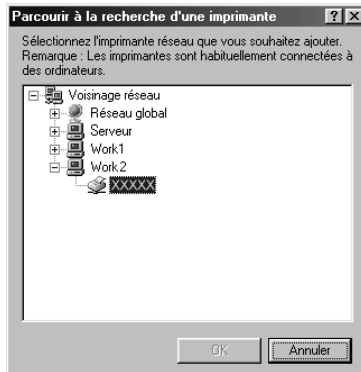 Parcourir à la recherche d'une imprimante
Sélectionnez l'imprimante réseau que vous souhaitez ajouter.
Remarque : Les imprimantes sont habituellement connectées à
des ordinateurs.
Voisinage réseau
Réseau global
Serveur
Work1
Work2
XXXXX
OK
Annuler